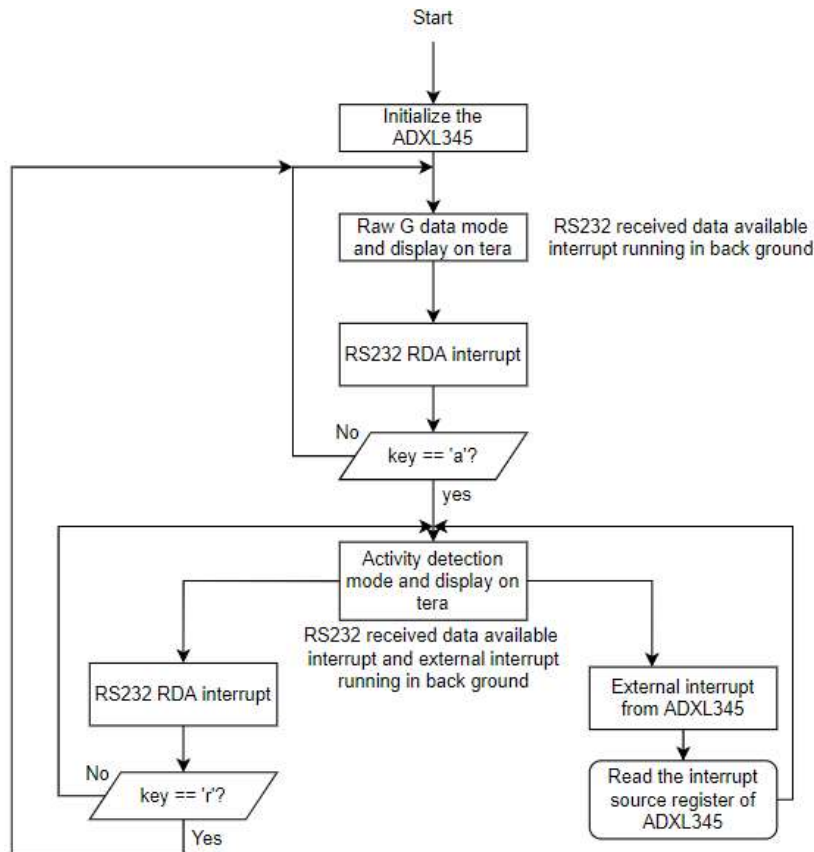 Start
Initialize the
ADXL345
Raw G data mode
and display on tera
RS232 received data available
interrupt running in back ground
RS232 RDA interrupt
No
key == 'a'?
yes
Activity detection
mode and display on
tera
RS232 received data available
interrupt and external interrupt
running in back ground
RS232 RDA interrupt
External interrupt
from ADXL345
No
key == 'r'?
Yes
Read the interrupt
source register of
ADXL345